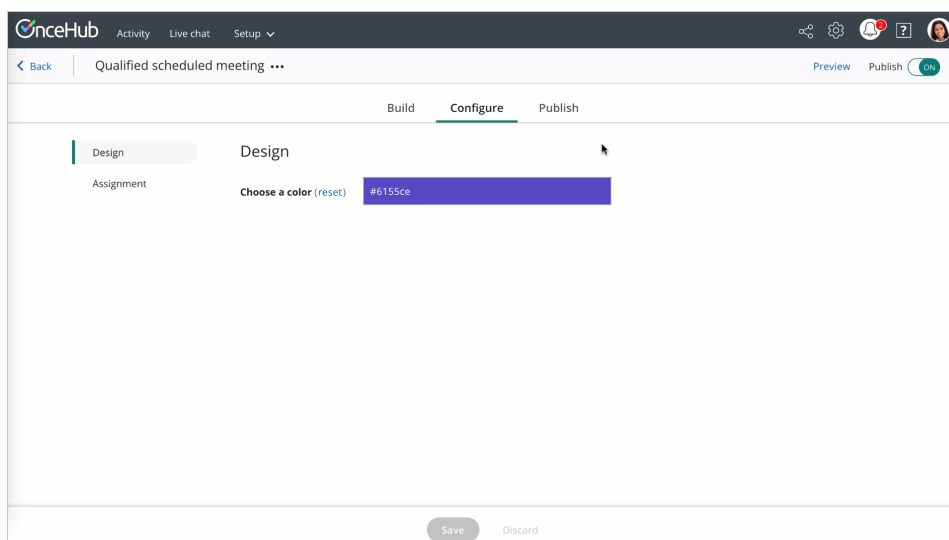 OnceHub Activity Live chat Setup 2 ?
Back Qualified scheduled meeting ••• Preview Publish ON
Build Configure Publish
Design Design
Choose a color (reset) #6155ce
Assignment
Save Discard